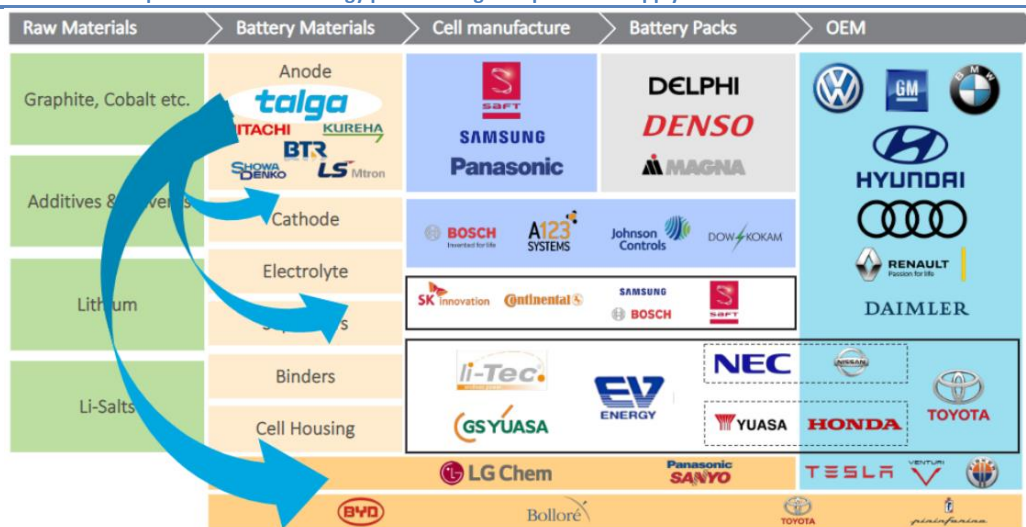 Raw Materials
Battery Materials
Cell manufacture
Battery Packs
OEM
Graphite, Cobalt etc.
Additives &
Lithium
Li-Salts
Anode
talga
HITACHI
KUREHA
BTR
SHOWA
DENKO
LS Mtron
Cathode
Electrolyte
Binders
Cell Housing
SAFT
SAMSUNG
Panasonic
DELPHI
DENSO
MAGNA
BOSCH
Invented for life
A123
SYSTEMS
Johnson
Controls
DOW KOKAM
SK innovation
Continental
SAMSUNG
BOSCH
SAFT
li-Tec.
GS YUASA
EV
ENERGY
NEC
NISSAN
YUASA
HONDA
TOYOTA
GM
BMW
HYUNDAI
RENAULT
Passion for life
DAIMLER
LG Chem
Panasonic
SANYO
TESLA
VENTURI
BYD
Bolloré
TOYOTA
pininfarina